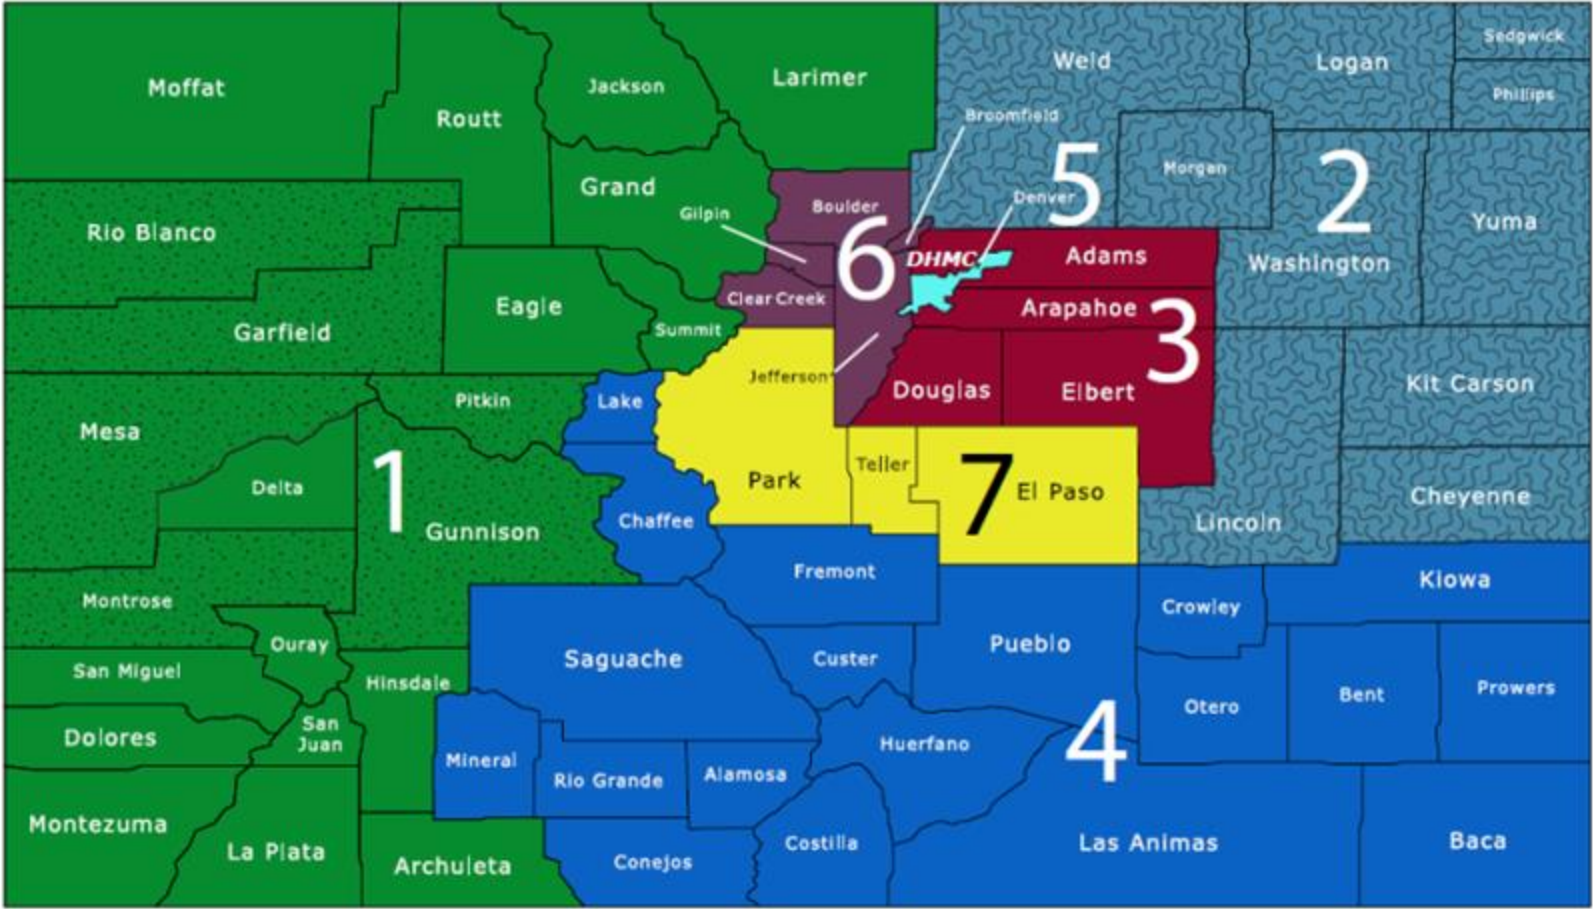 Moffat
Routt
Jackson
Larimer
Weld
Logan
Sedgwick
Phillips
Broomfield
5
Morgan
2
Yuma
Rio Blanco
Grand
Gilpin
Boulder
Denver
6
DHMC
Adams
Washington
Garfield
Eagle
Summit
Clear Creek
Arapahoe
3
Mesa
Pitkin
Lake
Jefferson
Douglas
Elbert
Kit Carson
Delta
1
Gunnison
Chaffee
Park
Teller
7
El Paso
Lincoln
Cheyenne
Montrose
Fremont
Crowley
Kiowa
Ouray
San Miguel
Hinsdale
Saguache
Custer
Pueblo
Otero
Bent
Prowers
Dolores
San
Juan
Mineral
Rio Grande
Alamosa
Huerfano
4
Montezuma
La Plata
Archuleta
Conejos
Costilla
Las Animas
Baca